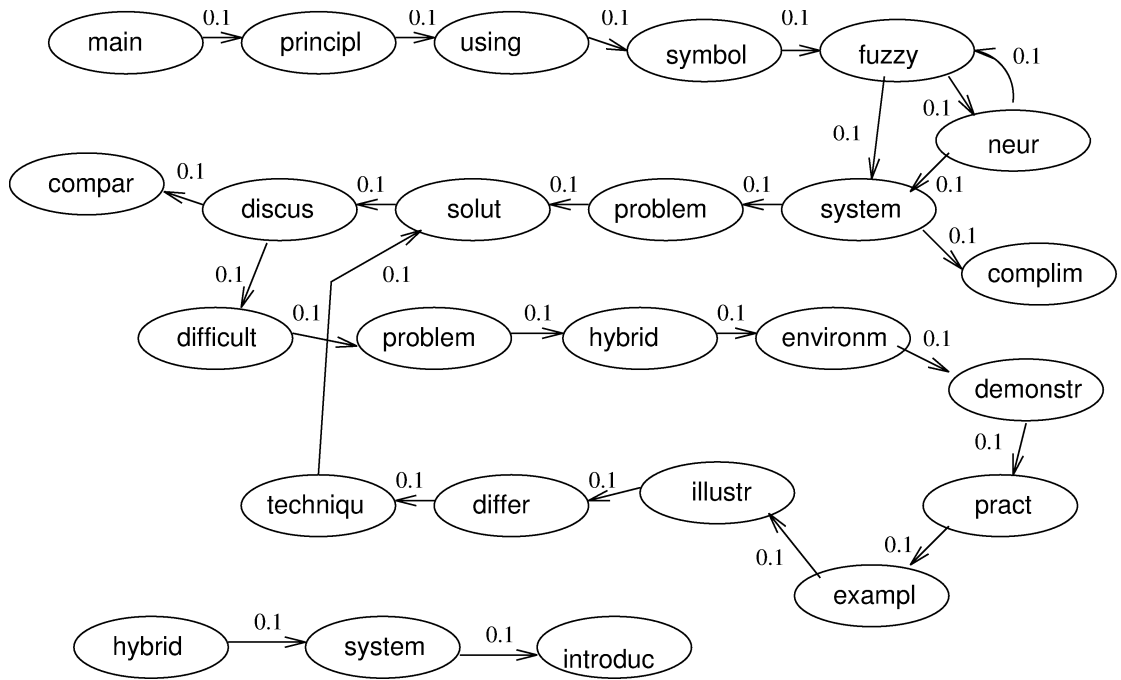 0.1 0.1 0.1 0.1
main principl using symbol fuzzy 0.1
0.1
0.1 neur
0.1 0.1 0.1 0.1 0.1
compar discus solut problem system
0.1
0.1 0.1 complim
0.1 0.1 0.1 0.1
difficult problem hybrid environm
demonstr
0.1
0.1 0.1
techniqu differ illustr pract
0.1 0.1
exampl
0.1 0.1
hybrid system introduc